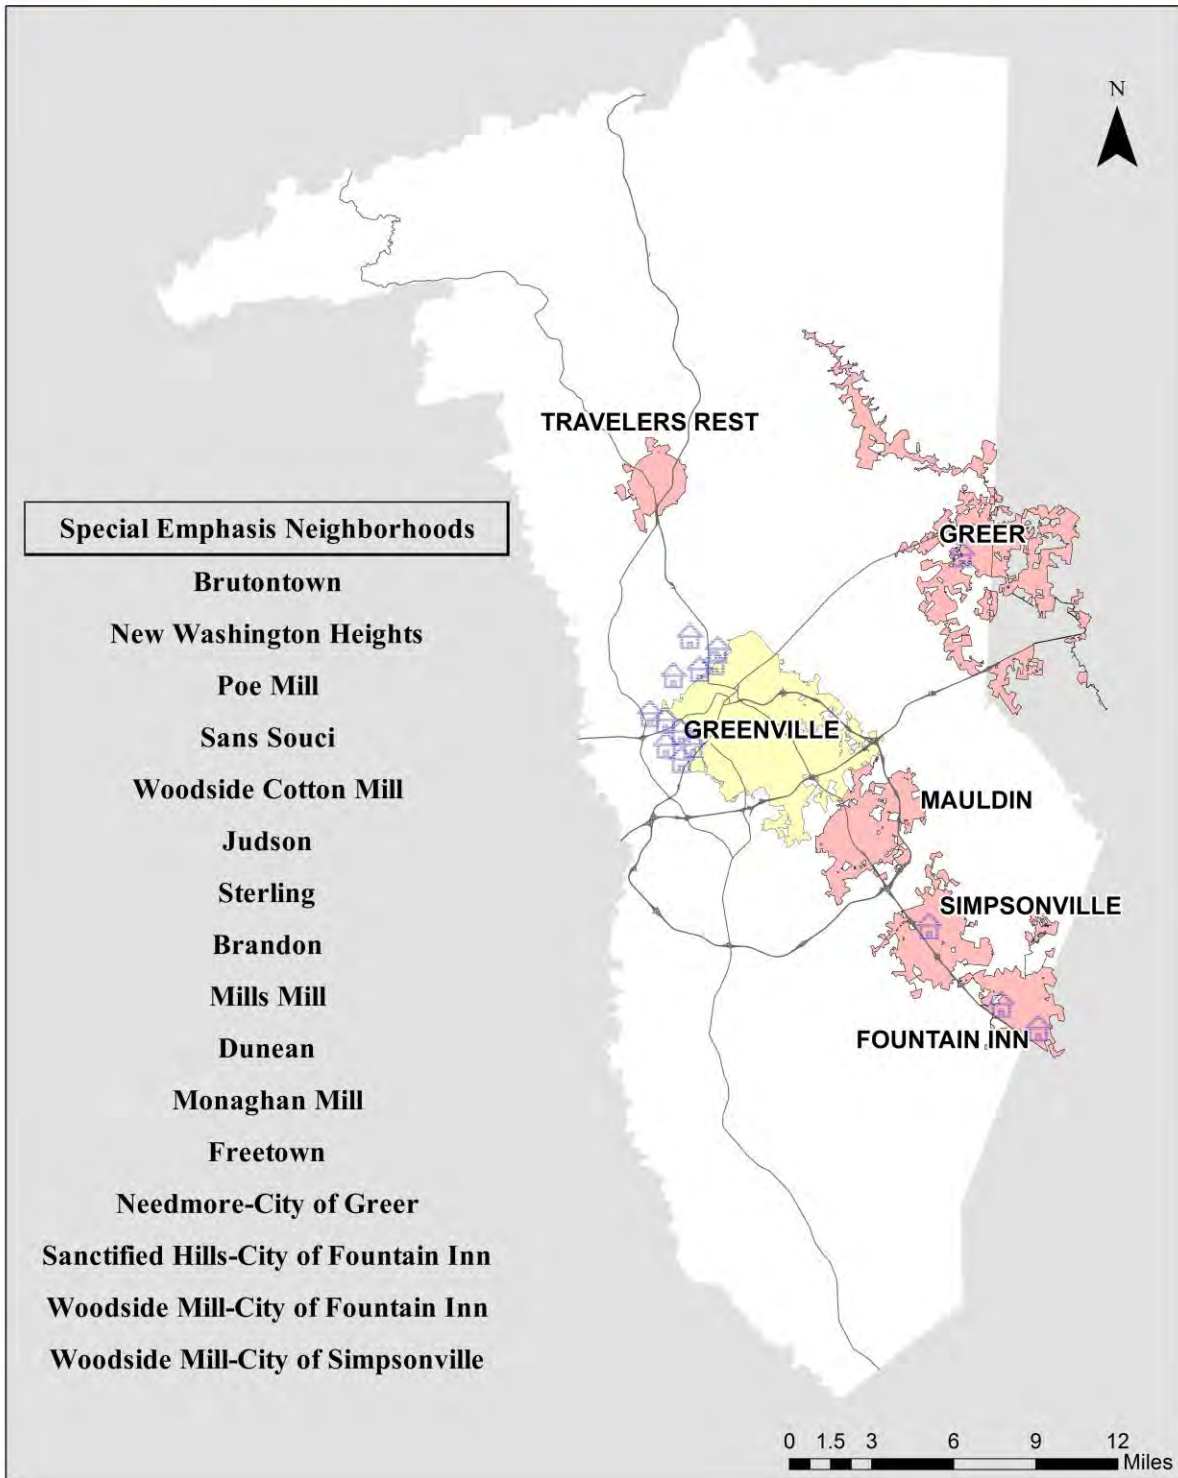 N
TRAVELERS REST
Special Emphasis Neighborhoods
GREER
Brutontown
New Washington Heights
Poe Mill
Sans Souci
GREENVILLE
Woodside Cotton Mill
MAULDIN
Judson
Sterling
SIMPSONVILLE
Brandon
Mills Mill
FOUNTAIN INN
Dunean
Monaghan Mill
Freetown
Needmore-City of Greer
Sanctified Hills-City of Fountain Inn
Woodside Mill-City of Fountain Inn
Woodside Mill-City of Simpsonville
0 1.5 3 6 9 12
Miles